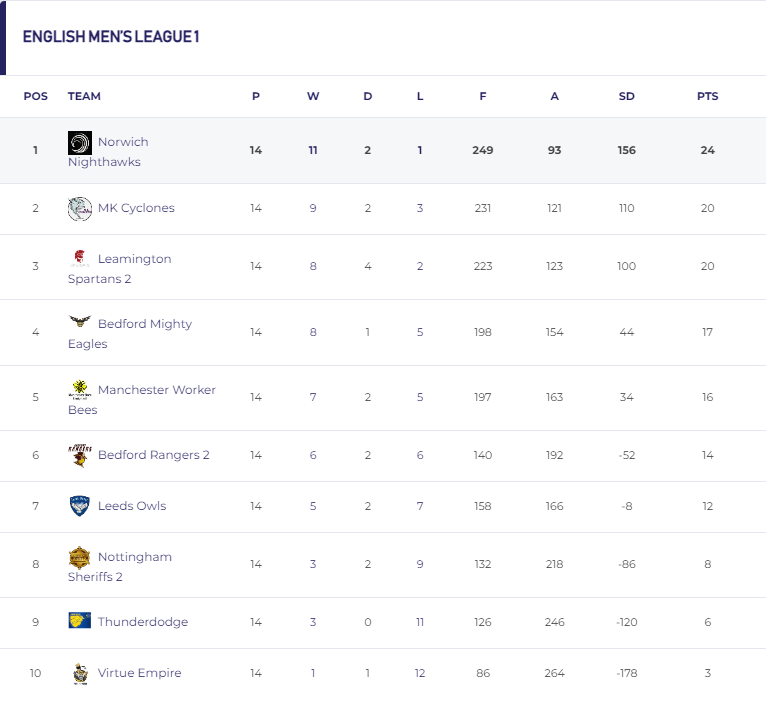 ENGLISH MEN'S LEAGUE 1
POS TEAM P W D L F A SD PTS
1 Norwich Nighthawks 14 11 2 1 249 93 156 24
2 MK Cyclones 14 9 2 3 231 121 110 20
3 Leamington Spartans 2 14 8 4 2 223 123 100 20
4 Bedford Mighty Eagles 14 8 1 5 198 154 44 17
5 Manchester Worker Bees 14 7 2 5 197 163 34 16
6 Bedford Rangers 2 14 6 2 6 140 192 -52 14
7 Leeds Owls 14 5 2 7 158 166 -8 12
8 Nottingham Sheriffs 2 14 3 2 9 132 218 -86 8
9 Thunderdodge 14 3 0 11 126 246 -120 6
10 Virtue Empire 14 1 1 12 86 264 -178 3